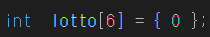 int lotto[6] = { 0 };